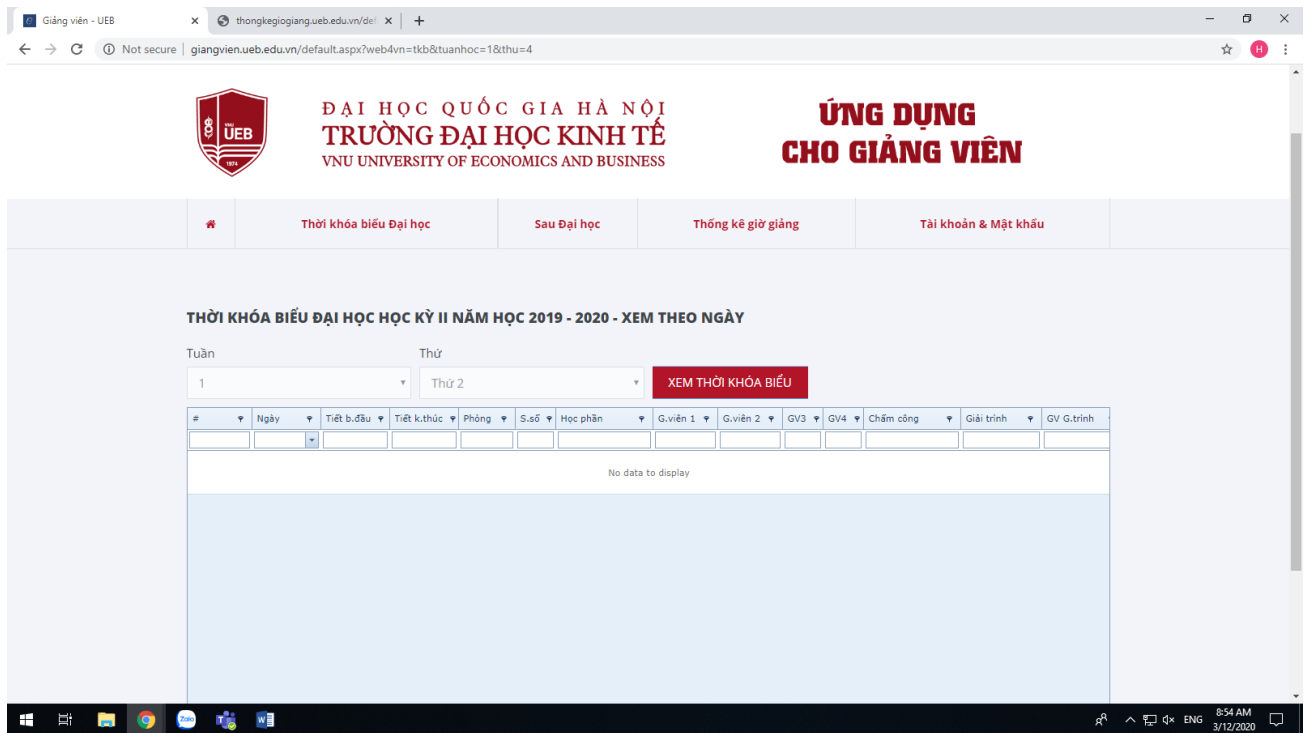 Giảng viên - UEB
thongkegiogiang.ueb.edu.vn/def
Not secure
giangvien.ueb.edu.vn/default.aspx?web4vn=tkb&tuanhoc=1&thu=4
H
VNU
UEB
1974
ĐẠI HỌC QUỐC GIA HÀ NỘI
TRƯỜNG ĐẠI HỌC KINH TẾ
VNU UNIVERSITY OF ECONOMICS AND BUSINESS
ỨNG DỤNG
CHO GIẢNG VIÊN
Thời khóa biểu Đại học
Sau Đại học
Thống kê giờ giảng
Tài khoản & Mật khẩu
THỜI KHÓA BIỂU ĐẠI HỌC HỌC KỲ II NĂM HỌC 2019 - 2020 - XEM THEO NGÀY
Tuần
Thứ
1
Thứ 2
XEM THỜI KHÓA BIỂU
# Ngày Tiết b.đầu Tiết k.thúc Phòng S.số Học phần G.viên 1 G.viên 2 GV3 GV4 Chấm công Giải trình GV G.trình
No data to display
Zalo
ENG
8:54 AM
3/12/2020